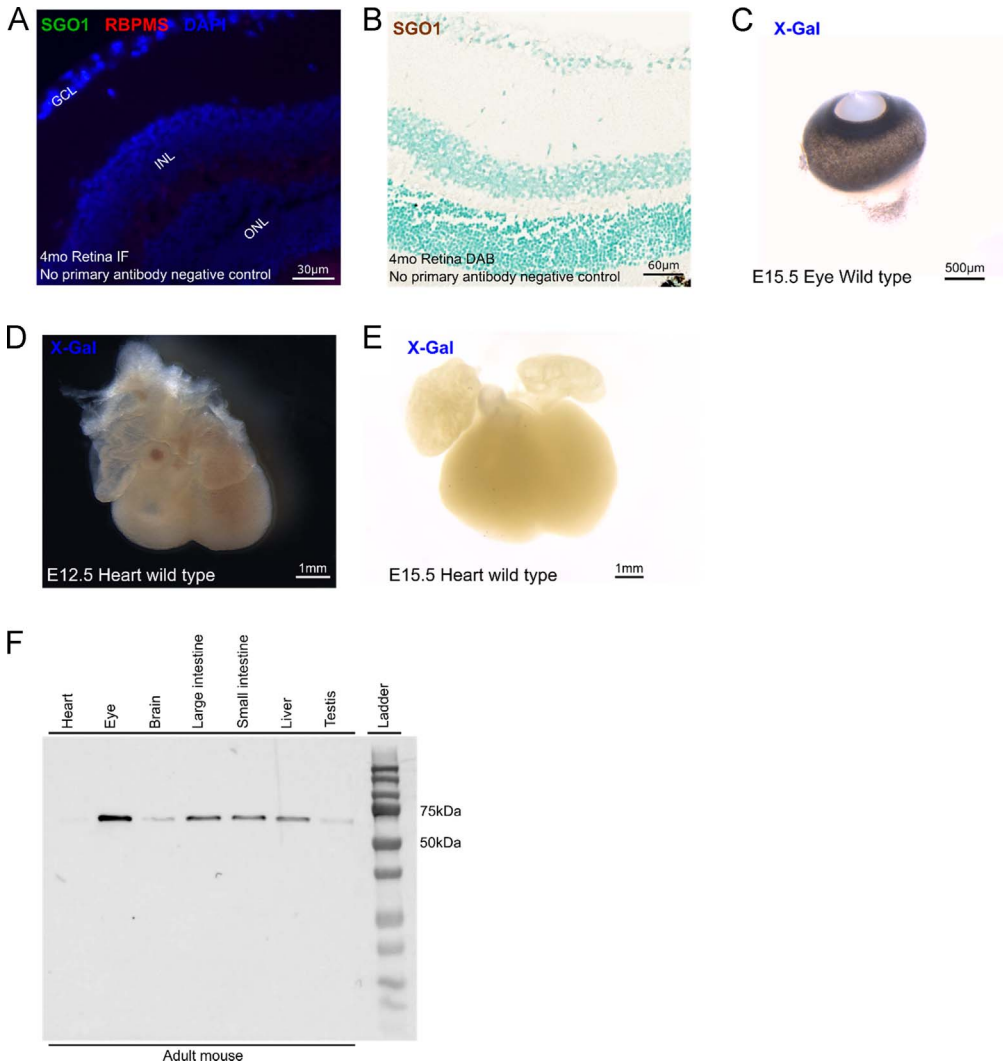 A
SGO1 RBPMS DAPI
GCL
INL
ONL
4mo Retina IF
No primary antibody negative control
30µm
B
SGO1
4mo Retina DAB
No primary antibody negative control
60µm
C
X-Gal
E15.5 Eye Wild type
500µm
D
X-Gal
E12.5 Heart wild type
1mm
E
X-Gal
E15.5 Heart wild type
1mm
F
Heart
Eye
Brain
Large intestine
Small intestine
Liver
Testis
Ladder
75kDa
50kDa
Adult mouse